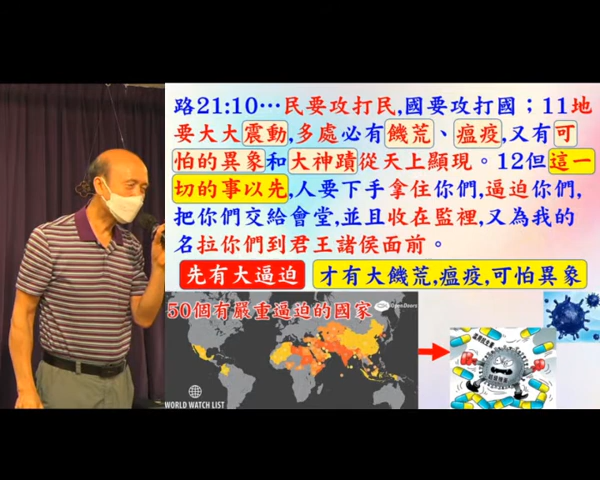 路21:10…民要攻打民,國要攻打國；11地
要大大震動,多處必有饑荒、瘟疫,又有可
怕的異象和大神蹟從天上顯現。12但這一
切的事以先,人要下手拿住你們,逼迫你們,
把你們交給會堂,並且收在監裡,又為我的
名拉你們到君王諸侯面前。
先有大逼迫
才有大饑荒,瘟疫,可怕異象
50個有嚴重逼迫的國家
OpenDoors
WORLD WATCH LIST